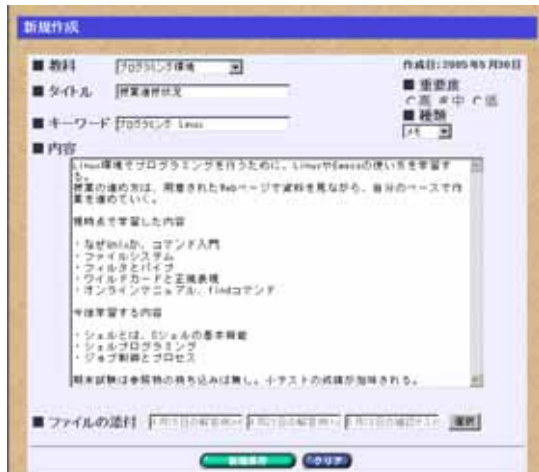 新規作成
■ 教科 プログラミング環境
作成日:2005年5月30日
■ タイトル 授業進捗状況
■ 重要度
高 中 低
■ キーワード プログラミング Linux
■ 種類
メモ
■ 内容
Linux環境でプログラミングを行うために、LinuxやEmacsの使い方を学習す
る。
授業の進め方は、用意されたWebページで資料を見ながら、自分のペースで作
業を進めていく。
現時点で学習した内容
・なぜUnixか、コマンド入門
・ファイルシステム
・フィルタとパイプ
・ワイルドカードと正規表現
・オンラインマニュアル、findコマンド
今後学習する内容
・シェルとは、Cシェルの基本機能
・シェルプログラミング
・ジョブ制御とプロセス
期末試験は参照物の持ち込みは無し。小テストの成績が加味される。
■ ファイルの添付
選択
新規保存 クリア